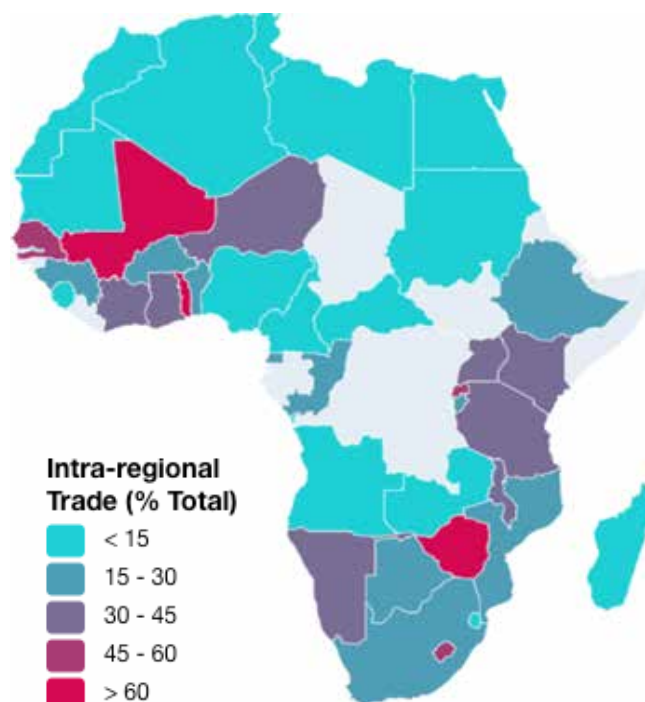 Intra-regional
Trade (% Total)
< 15
15 - 30
30 - 45
45 - 60
> 60